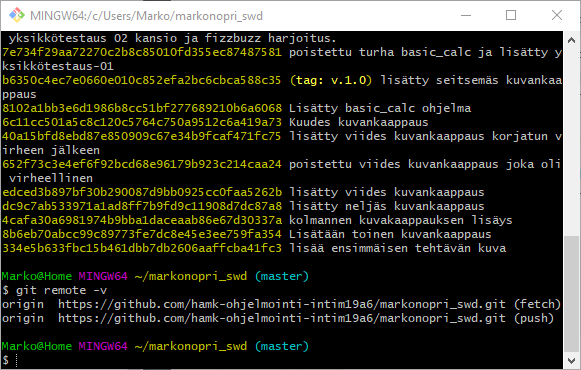 MINGW64:/c/Users/Marko/markonopri_swd
yksikkötestaus 02 kansio ja fizzbuzz harjoitus.
7e734f29aa72270c2b8c85010fd355ec87487581 poistettu turha basic_calc ja lisätty y
ksikkötestaus-01
b6350c4ec7e0660e010c852efa2bc6cbca588c35 (tag: v.1.0) lisätty seitsemäs kuvankaa
ppaus
8102a1bb3e6d1986b8cc51bf277689210b6a6068 Lisätty basic_calc ohjelma
6c11cc501a5c8c120c5764c750a9512c6a419a73 Kuudes kuvankaappaus
40a15bfd8ebd87e850909c67e34b9fcaf471fc75 lisätty viides kuvankaappaus korjatun v
irheen jälkeen
652f73c3e4ef6f92bcd68e96179b923c214caa24 poistettu viides kuvankaappaus joka oli
virheellinen
edced3b897bf30b290087d9bb0925cc0faa5262b lisätty viides kuvankaappaus
dc9c7ab533971a1ad8ff7b9fd9c11908d7dc87a8 lisätty neljäs kuvankaappaus
4cafa30a6981974b9bba1daceaab86e67d30337a kolmannen kuvakaappauksen lisäys
8b6eb70abcc99c89773fe7dc8e45e3ee759fa354 Lisätään toinen kuvankaappaus
334e5b633fbc15b461dbb7db2606aaffcba41fc3 lisää ensimmäisen tehtävän kuva
Marko@Home MINGW64 ~/markonopri_swd (master)
$ git remote -v
origin  https://github.com/hamk-ohjelmointi-intim19a6/markonopri_swd.git (fetch)
origin  https://github.com/hamk-ohjelmointi-intim19a6/markonopri_swd.git (push)
Marko@Home MINGW64 ~/markonopri_swd (master)
$